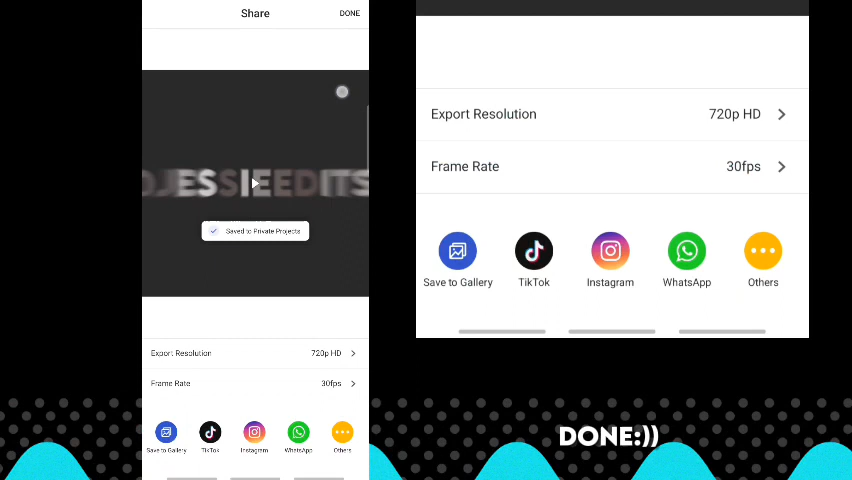 Share
DONE
OJESSIEEDITS
Saved to Private Projects
Export Resolution
720p HD
Frame Rate
30fps
Save to Gallery
TikTok
Instagram
WhatsApp
Others
Export Resolution
720p HD
Frame Rate
30fps
Save to Gallery
TikTok
Instagram
WhatsApp
Others
DONE:))